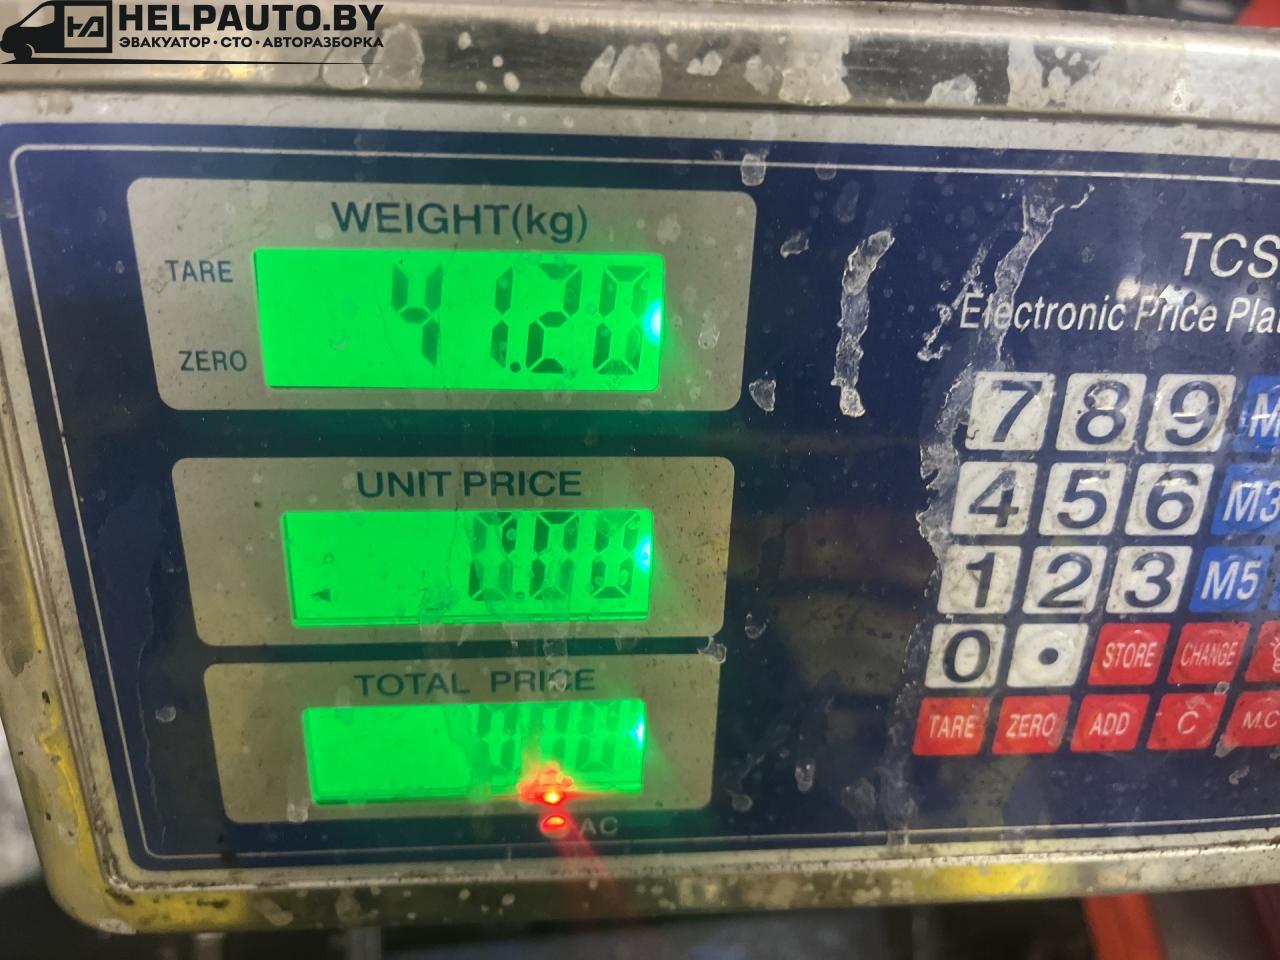 HELPAUTO.BY
ЭВАКУАТОР · СТО · АВТОРАЗБОРКА
WEIGHT(kg)
TARE
41.20
ZERO
UNIT PRICE
0.00
TOTAL PRICE
0.00
AC
TCS
Electronic Price Plat
7 8 9 M
4 5 6 M3
1 2 3 M5
0 • STORE CHANGE
TARE ZERO ADD C M.C